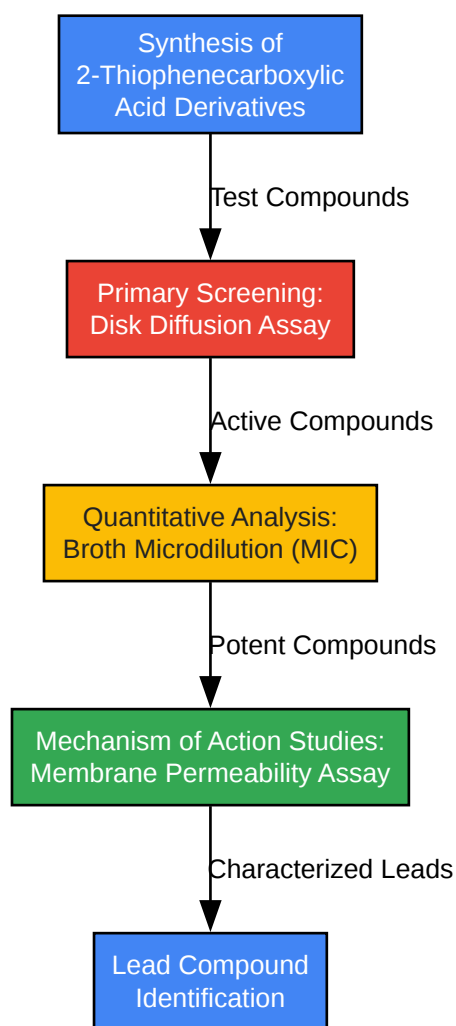 Synthesis of
2-Thiophenecarboxylic
Acid Derivatives
Test Compounds
Primary Screening:
Disk Diffusion Assay
Active Compounds
Quantitative Analysis:
Broth Microdilution (MIC)
Potent Compounds
Mechanism of Action Studies:
Membrane Permeability Assay
Characterized Leads
Lead Compound
Identification